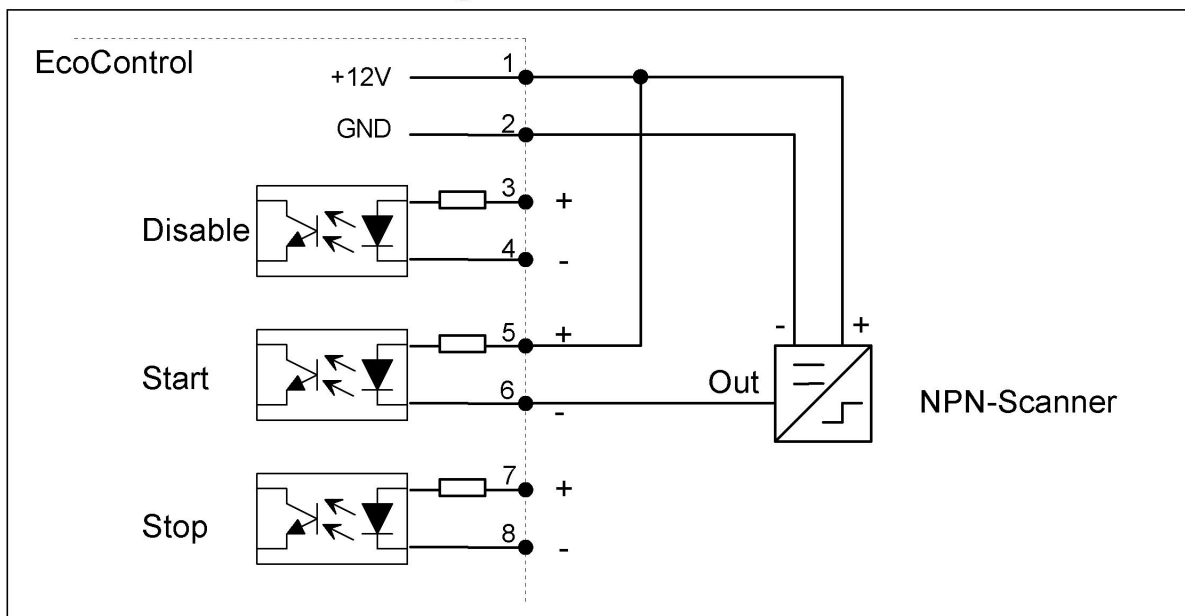 EcoControl
+12V
1
GND
2
Disable
3
+
4
-
Start
5
+
6
-
Out
-
+
NPN-Scanner
Stop
7
+
8
-